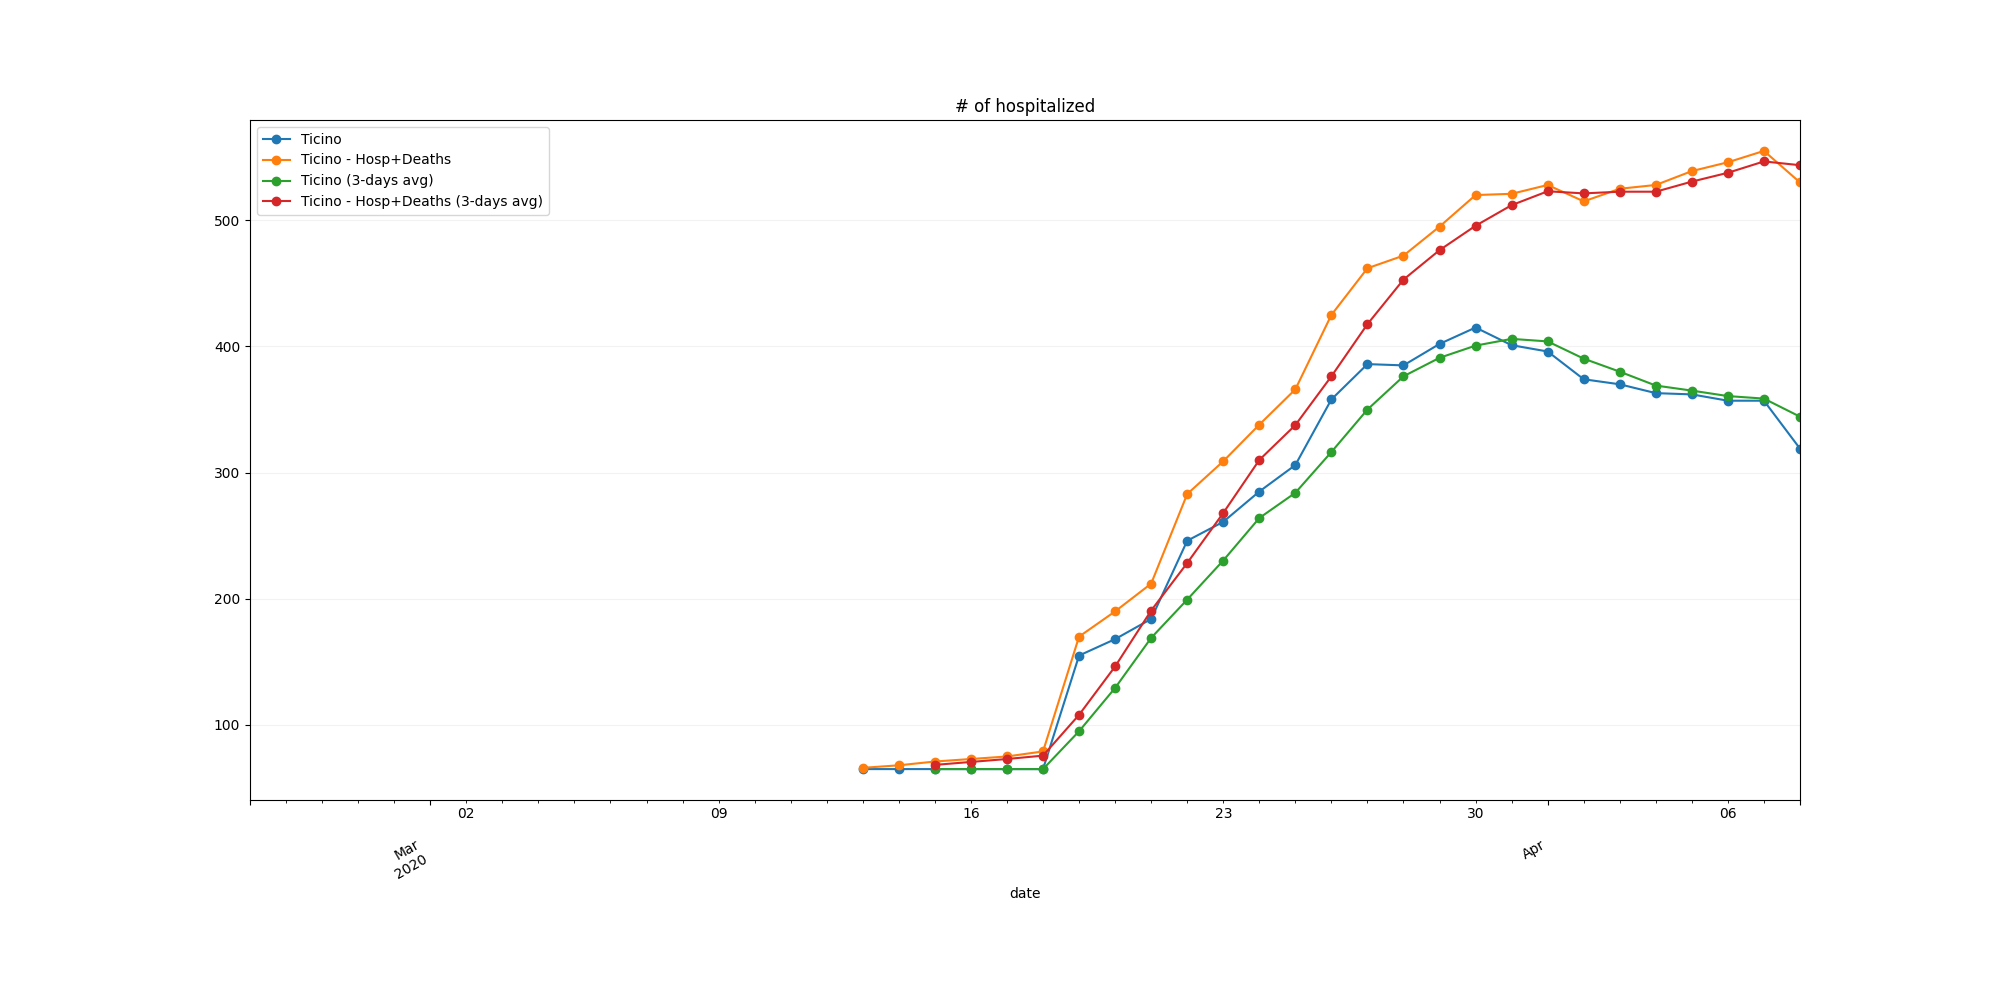 # of hospitalized
Ticino
Ticino - Hosp+Deaths
Ticino (3-days avg)
Ticino - Hosp+Deaths (3-days avg)
500
400
300
200
100
02
09
16
23
30
06
Mar
2020
Apr
date